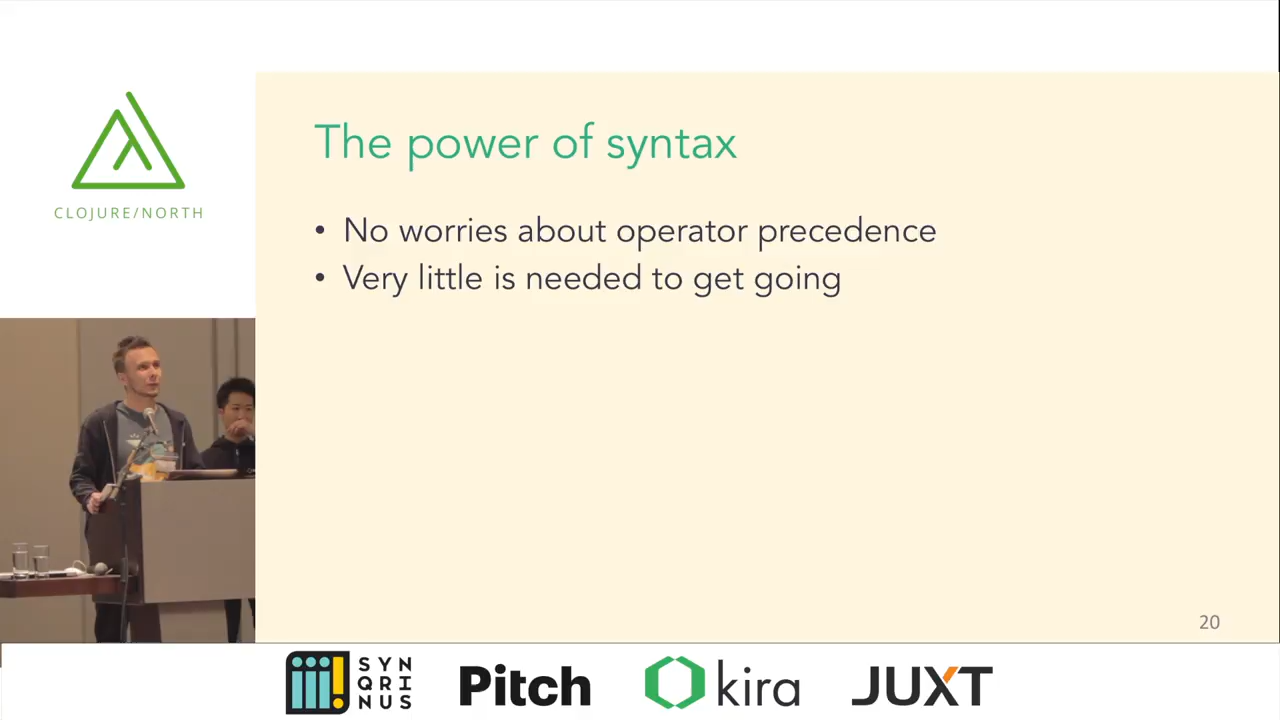 CLOJURE/NORTH
The power of syntax
• No worries about operator precedence
• Very little is needed to get going
20
SYN
QRI
NUS
Pitch
kira
JUXT